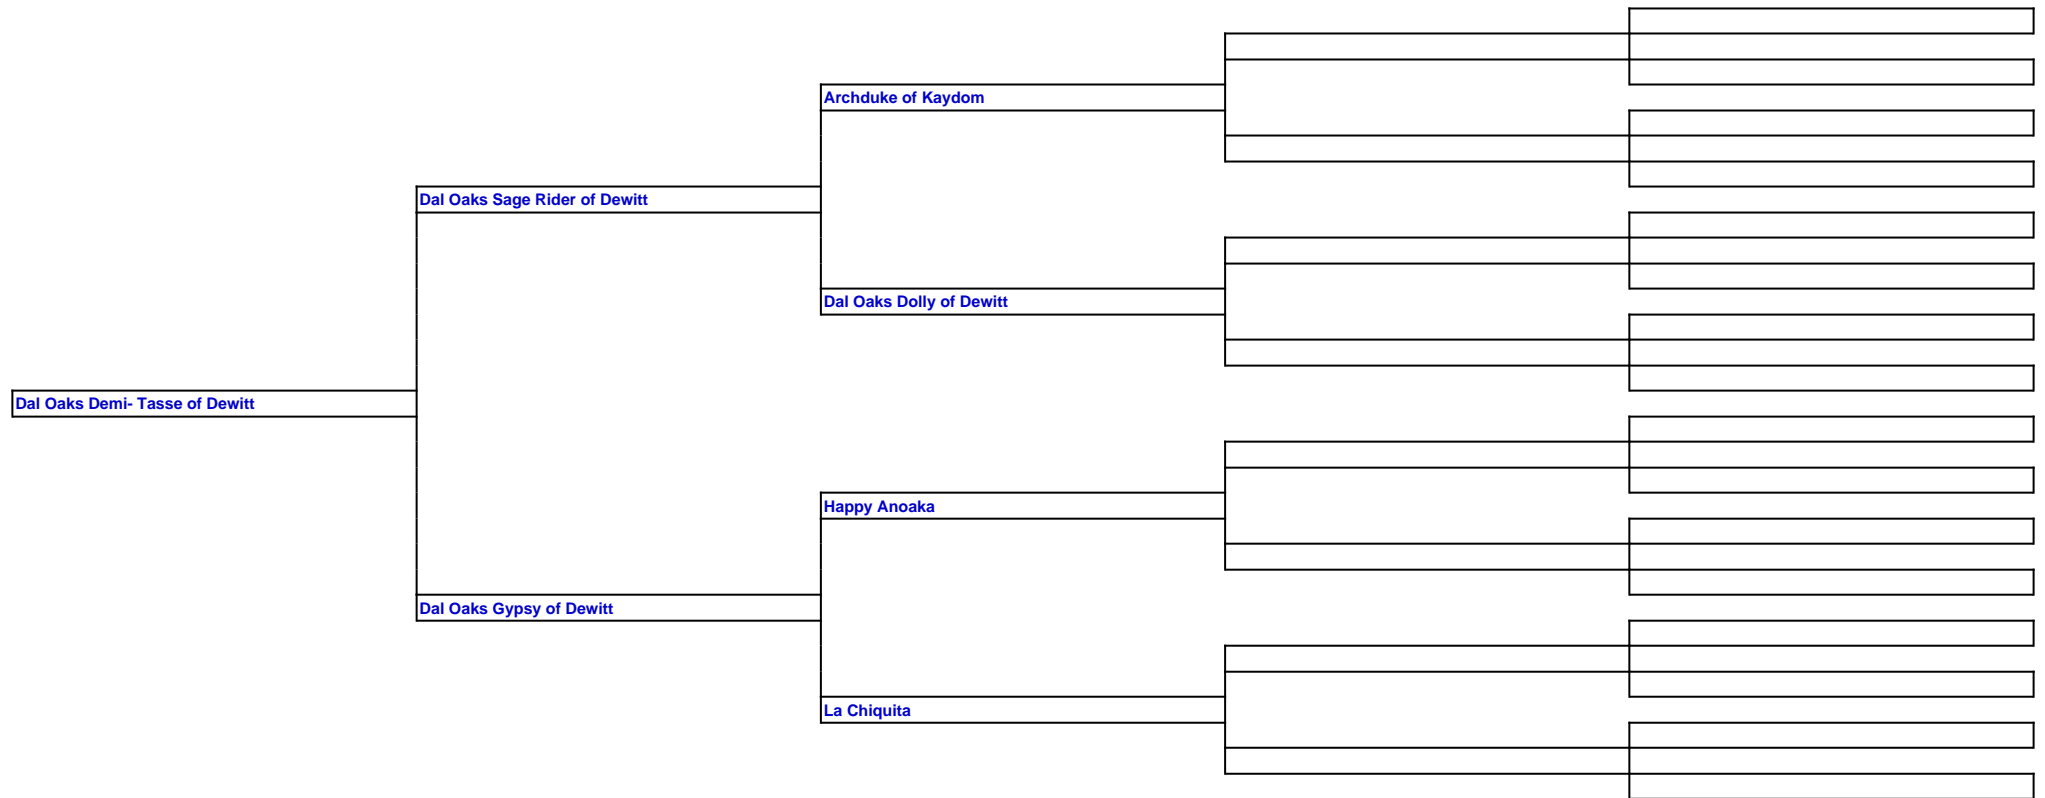 Archduke of Kaydom
Dal Oaks Sage Rider of Dewitt
Dal Oaks Dolly of Dewitt
Dal Oaks Demi- Tasse of Dewitt
Happy Anoaka
Dal Oaks Gypsy of Dewitt
La Chiquita